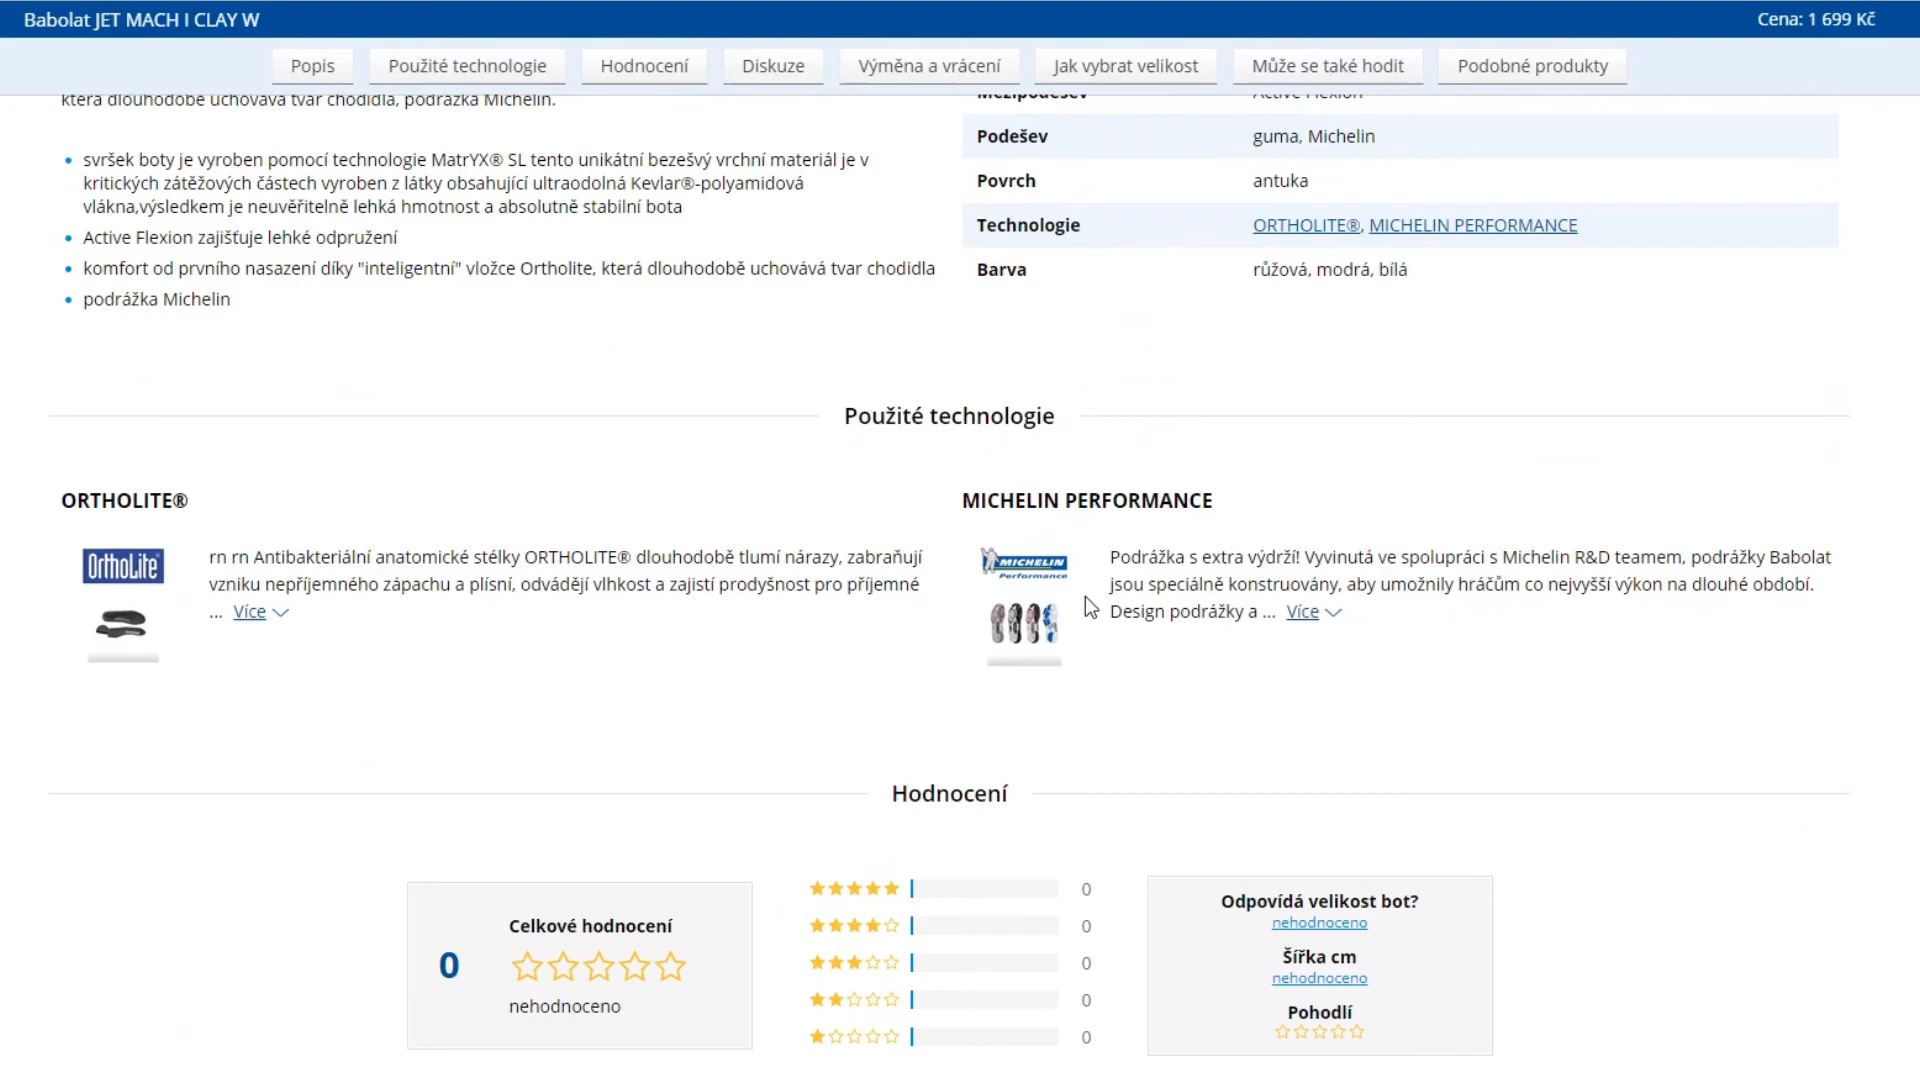 Babolat JET MACH I CLAY W
Cena: 1 699 Kč
Popis
Použité technologie
Hodnocení
Diskuze
Výměna a vrácení
Jak vybrat velikost
Může se také hodit
Podobné produkty
která dlouhodobě uchovává tvar chodidla, podrážka Michelin.
svršek boty je vyroben pomocí technologie MatrYX® SL tento unikátní bezešvý vrchní materiál je v
kritických zátěžových částech vyroben z látky obsahující ultraodolná Kevlar®-polyamidová
vlákna,výsledkem je neuvěřitelně lehká hmotnost a absolutně stabilní bota
Active Flexion zajišťuje lehké odpružení
komfort od prvního nasazení díky "inteligentní" vložce Ortholite, která dlouhodobě uchovává tvar chodidla
podrážka Michelin
Mezipodešev Active Flexion
Podešev guma, Michelin
Povrch antuka
Technologie ORTHOLITE®, MICHELIN PERFORMANCE
Barva růžová, modrá, bílá
Použité technologie
ORTHOLITE®
OrthoLite®
rn rn Antibakteriální anatomické stélky ORTHOLITE® dlouhodobě tlumí nárazy, zabraňují
vzniku nepříjemného zápachu a plísní, odvádějí vlhkost a zajistí prodyšnost pro příjemné
... Více
MICHELIN PERFORMANCE
MICHELIN
Performance
Podrážka s extra výdrží! Vyvinutá ve spolupráci s Michelin R&D teamem, podrážky Babolat
jsou speciálně konstruovány, aby umožnily hráčům co nejvyšší výkon na dlouhé období.
Design podrážky a ... Více
Hodnocení
Celkové hodnocení
0
nehodnoceno
0
0
0
0
0
Odpovídá velikost bot?
nehodnoceno
Šířka cm
nehodnoceno
Pohodlí